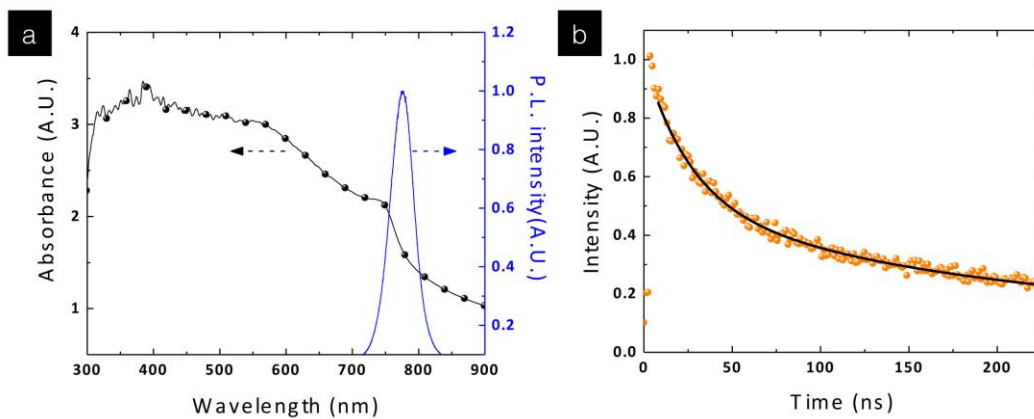 a
4
3
2
1
Absorbance (A.U.)
300 400 500 600 700 800 900
Wavelength (nm)
1.2
1.0
0.8
0.6
0.4
0.2
P.L. intensity(A.U.)
b
1.0
0.8
0.6
0.4
0.2
0.0
Intensity (A.U.)
0 50 100 150 200
Time (ns)